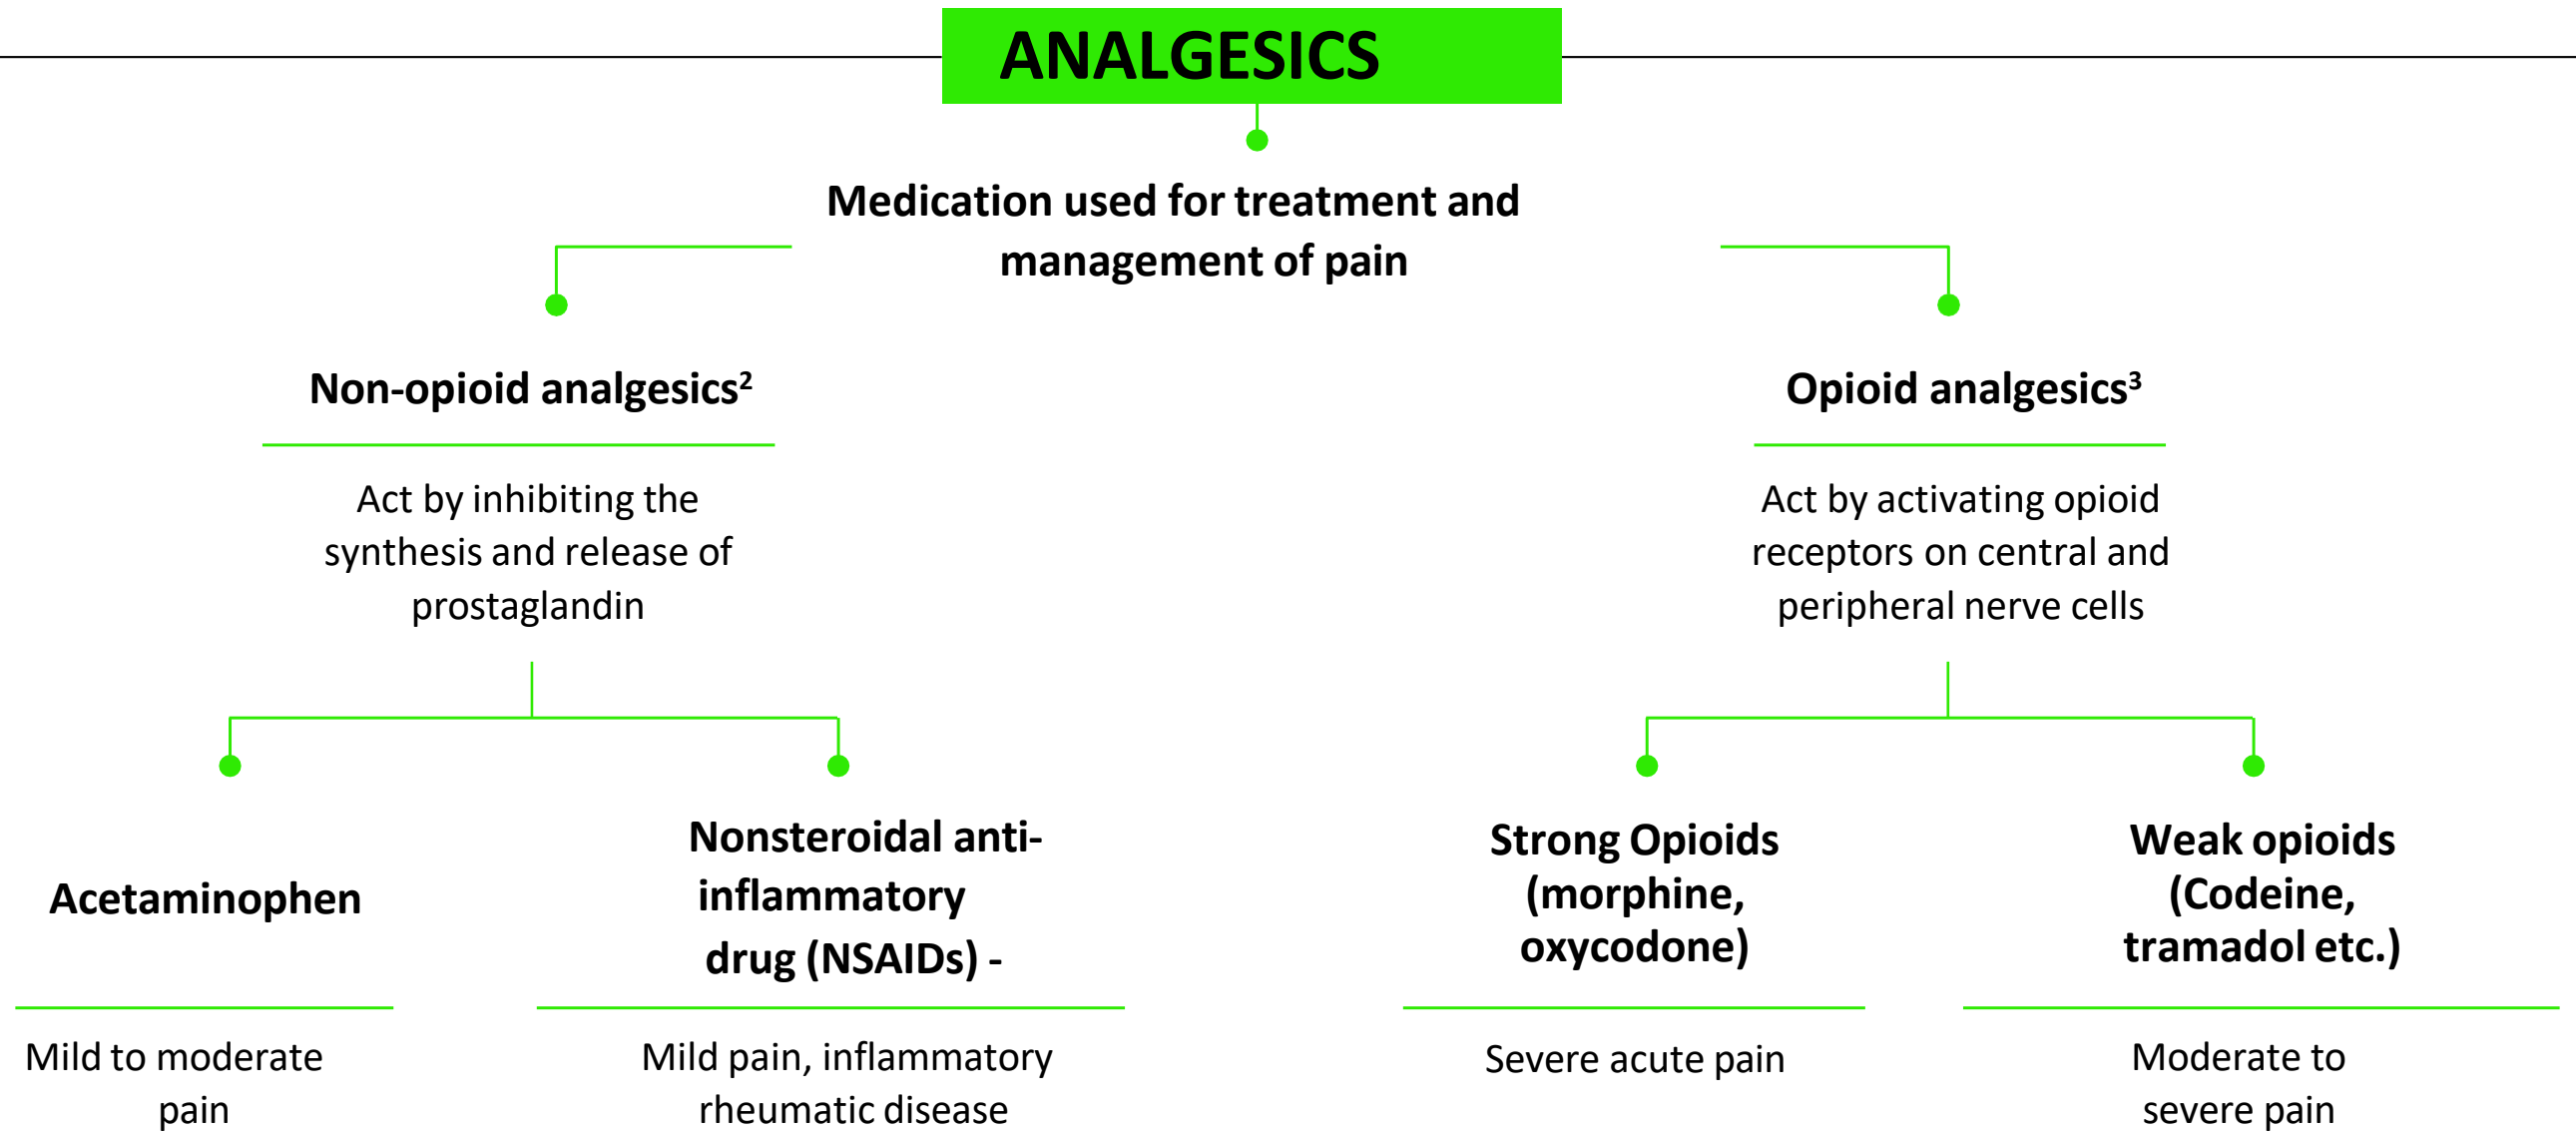 ANALGESICS
Medication used for treatment and
management of pain
Non-opioid analgesics²
Act by inhibiting the
synthesis and release of
prostaglandin
Opioid analgesics³
Act by activating opioid
receptors on central and
peripheral nerve cells
Acetaminophen
Mild to moderate
pain
Nonsteroidal anti-
inflammatory
drug (NSAIDs) -
Mild pain, inflammatory
rheumatic disease
Strong Opioids
(morphine,
oxycodone)
Severe acute pain
Weak opioids
(Codeine,
tramadol etc.)
Moderate to
severe pain